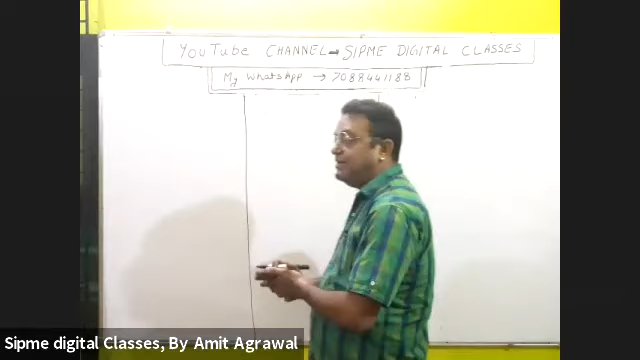 YouTube CHANNEL → SIPME DIGITAL CLASSES
My WhatsApp → 7088441188
Sipme digital Classes, By Amit Agrawal